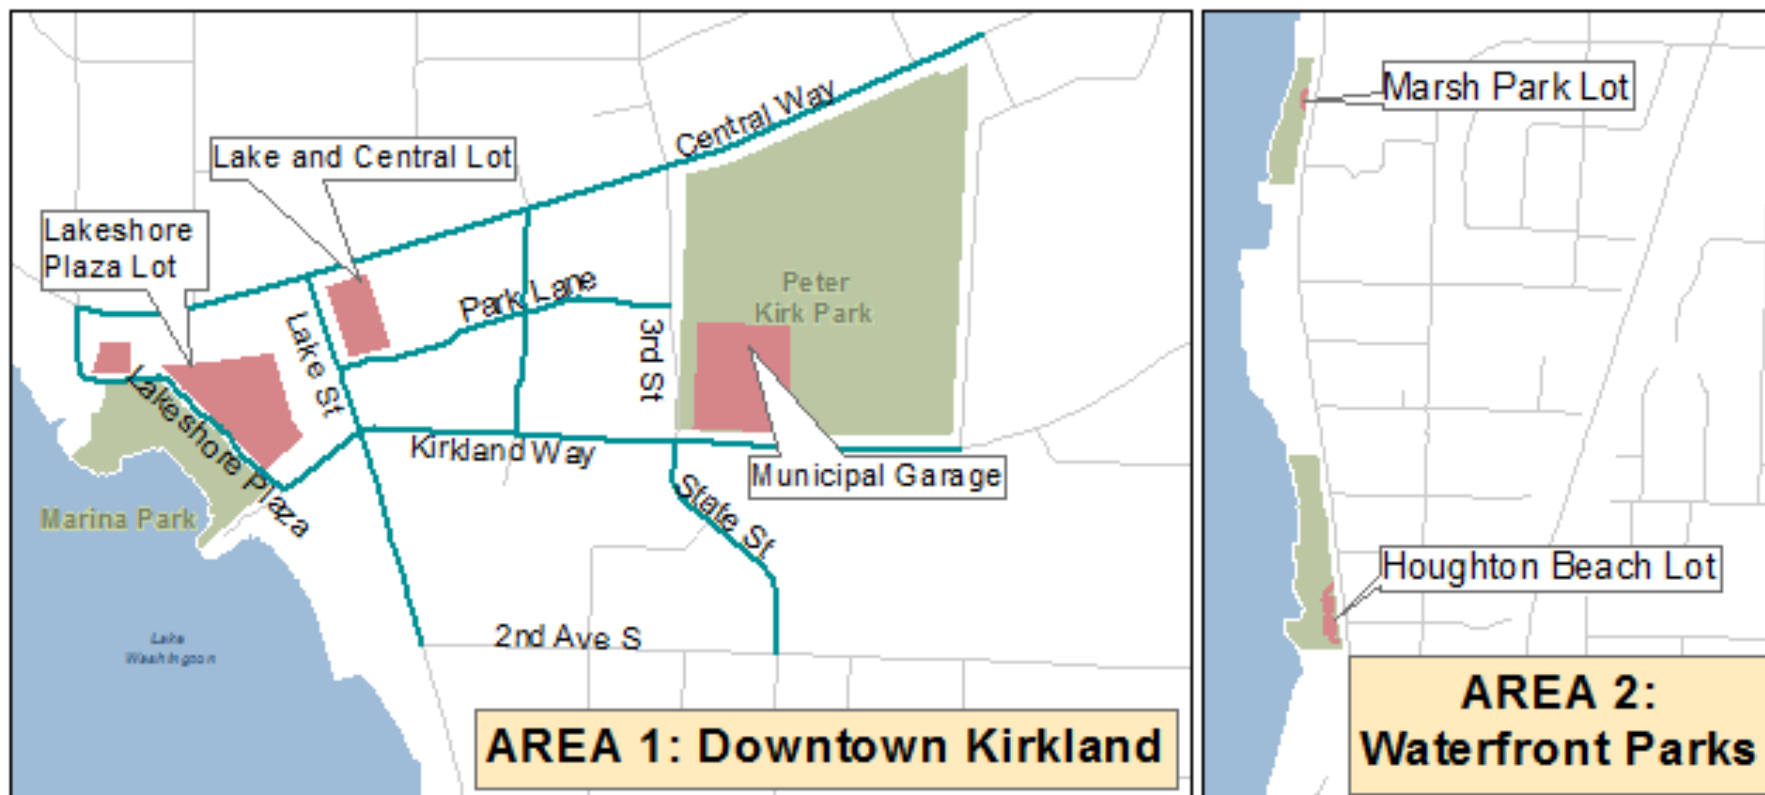 Central Way
Lake and Central Lot
Lakeshore
Plaza Lot
Park Lane
Peter
Kirk Park
Lake St
3rd St
Lakeshore Plaza
Kirkland Way
Municipal Garage
State St
Marina Park
Lake
Washington
2nd Ave S
AREA 1: Downtown Kirkland
Marsh Park Lot
Houghton Beach Lot
AREA 2:
Waterfront Parks